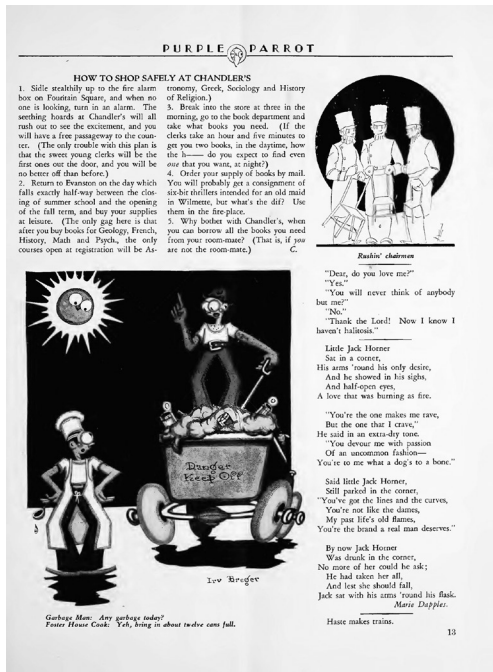 PURPLE PARROT
HOW TO SHOP SAFELY AT CHANDLER'S
1. Sidle stealthily up to the fire alarm
box on Fountain Square, and when no
one is looking, turn in an alarm. The
seething hoards at Chandler's will all
rush out to see the excitement, and you
will have a free passageway to the coun-
ter. (The only trouble with this plan is
that the sweet young clerks will be the
first ones out the door, and you will be
no better off than before.)
2. Return to Evanston on the day which
falls exactly half-way between the clos-
ing of summer school and the opening
of the fall term, and buy your supplies
at leisure. (The only gag here is that
after you buy books for Geology, French,
History, Math and Psych., the only
courses open at registration will be As-
tronomy, Greek, Sociology and History
of Religion.)
3. Break into the store at three in the
morning, go to the book department and
take what books you need. (If the
clerks take an hour and five minutes to
get you two books, in the daytime, how
the h—— do you expect to find even
one that you want, at night?)
4. Order your supply of books by mail.
You will probably get a consignment of
six-bit thrillers intended for an old maid
in Wilmette, but what's the dif? Use
them in the fire-place.
5. Why bother with Chandler's, when
you can borrow all the books you need
from your room-mate? (That is, if you
are not the room-mate.) C.
Rushin' chairmen
"Dear, do you love me?"
"Yes."
"You will never think of anybody
but me?"
"No."
"Thank the Lord! Now I know I
haven't halitosis."
Little Jack Horner
Sat in a corner,
His arms 'round his only desire,
And he showed in his sighs,
And half-open eyes,
A love that was burning as fire.
"You're the one makes me rave,
But the one that I crave,"
He said in an extra-dry tone.
"You devour me with passion
Of an uncommon fashion—
You're to me what a dog's to a bone."
Said little Jack Horner,
Still parked in the corner,
"You've got the lines and the curves,
You're not like the dames,
My past life's old flames,
You're the brand a real man deserves."
By now Jack Horner
Was drunk in the corner,
No more of her could he ask;
He had taken her all,
And lest she should fall,
Jack sat with his arms 'round his flask.
Marie Dapples.
Haste makes trains.
Danger
Keep Off
Irv Breger
Garbage Man: Any garbage today?
Foster House Cook: Yeh, bring in about twelve cans full.
13